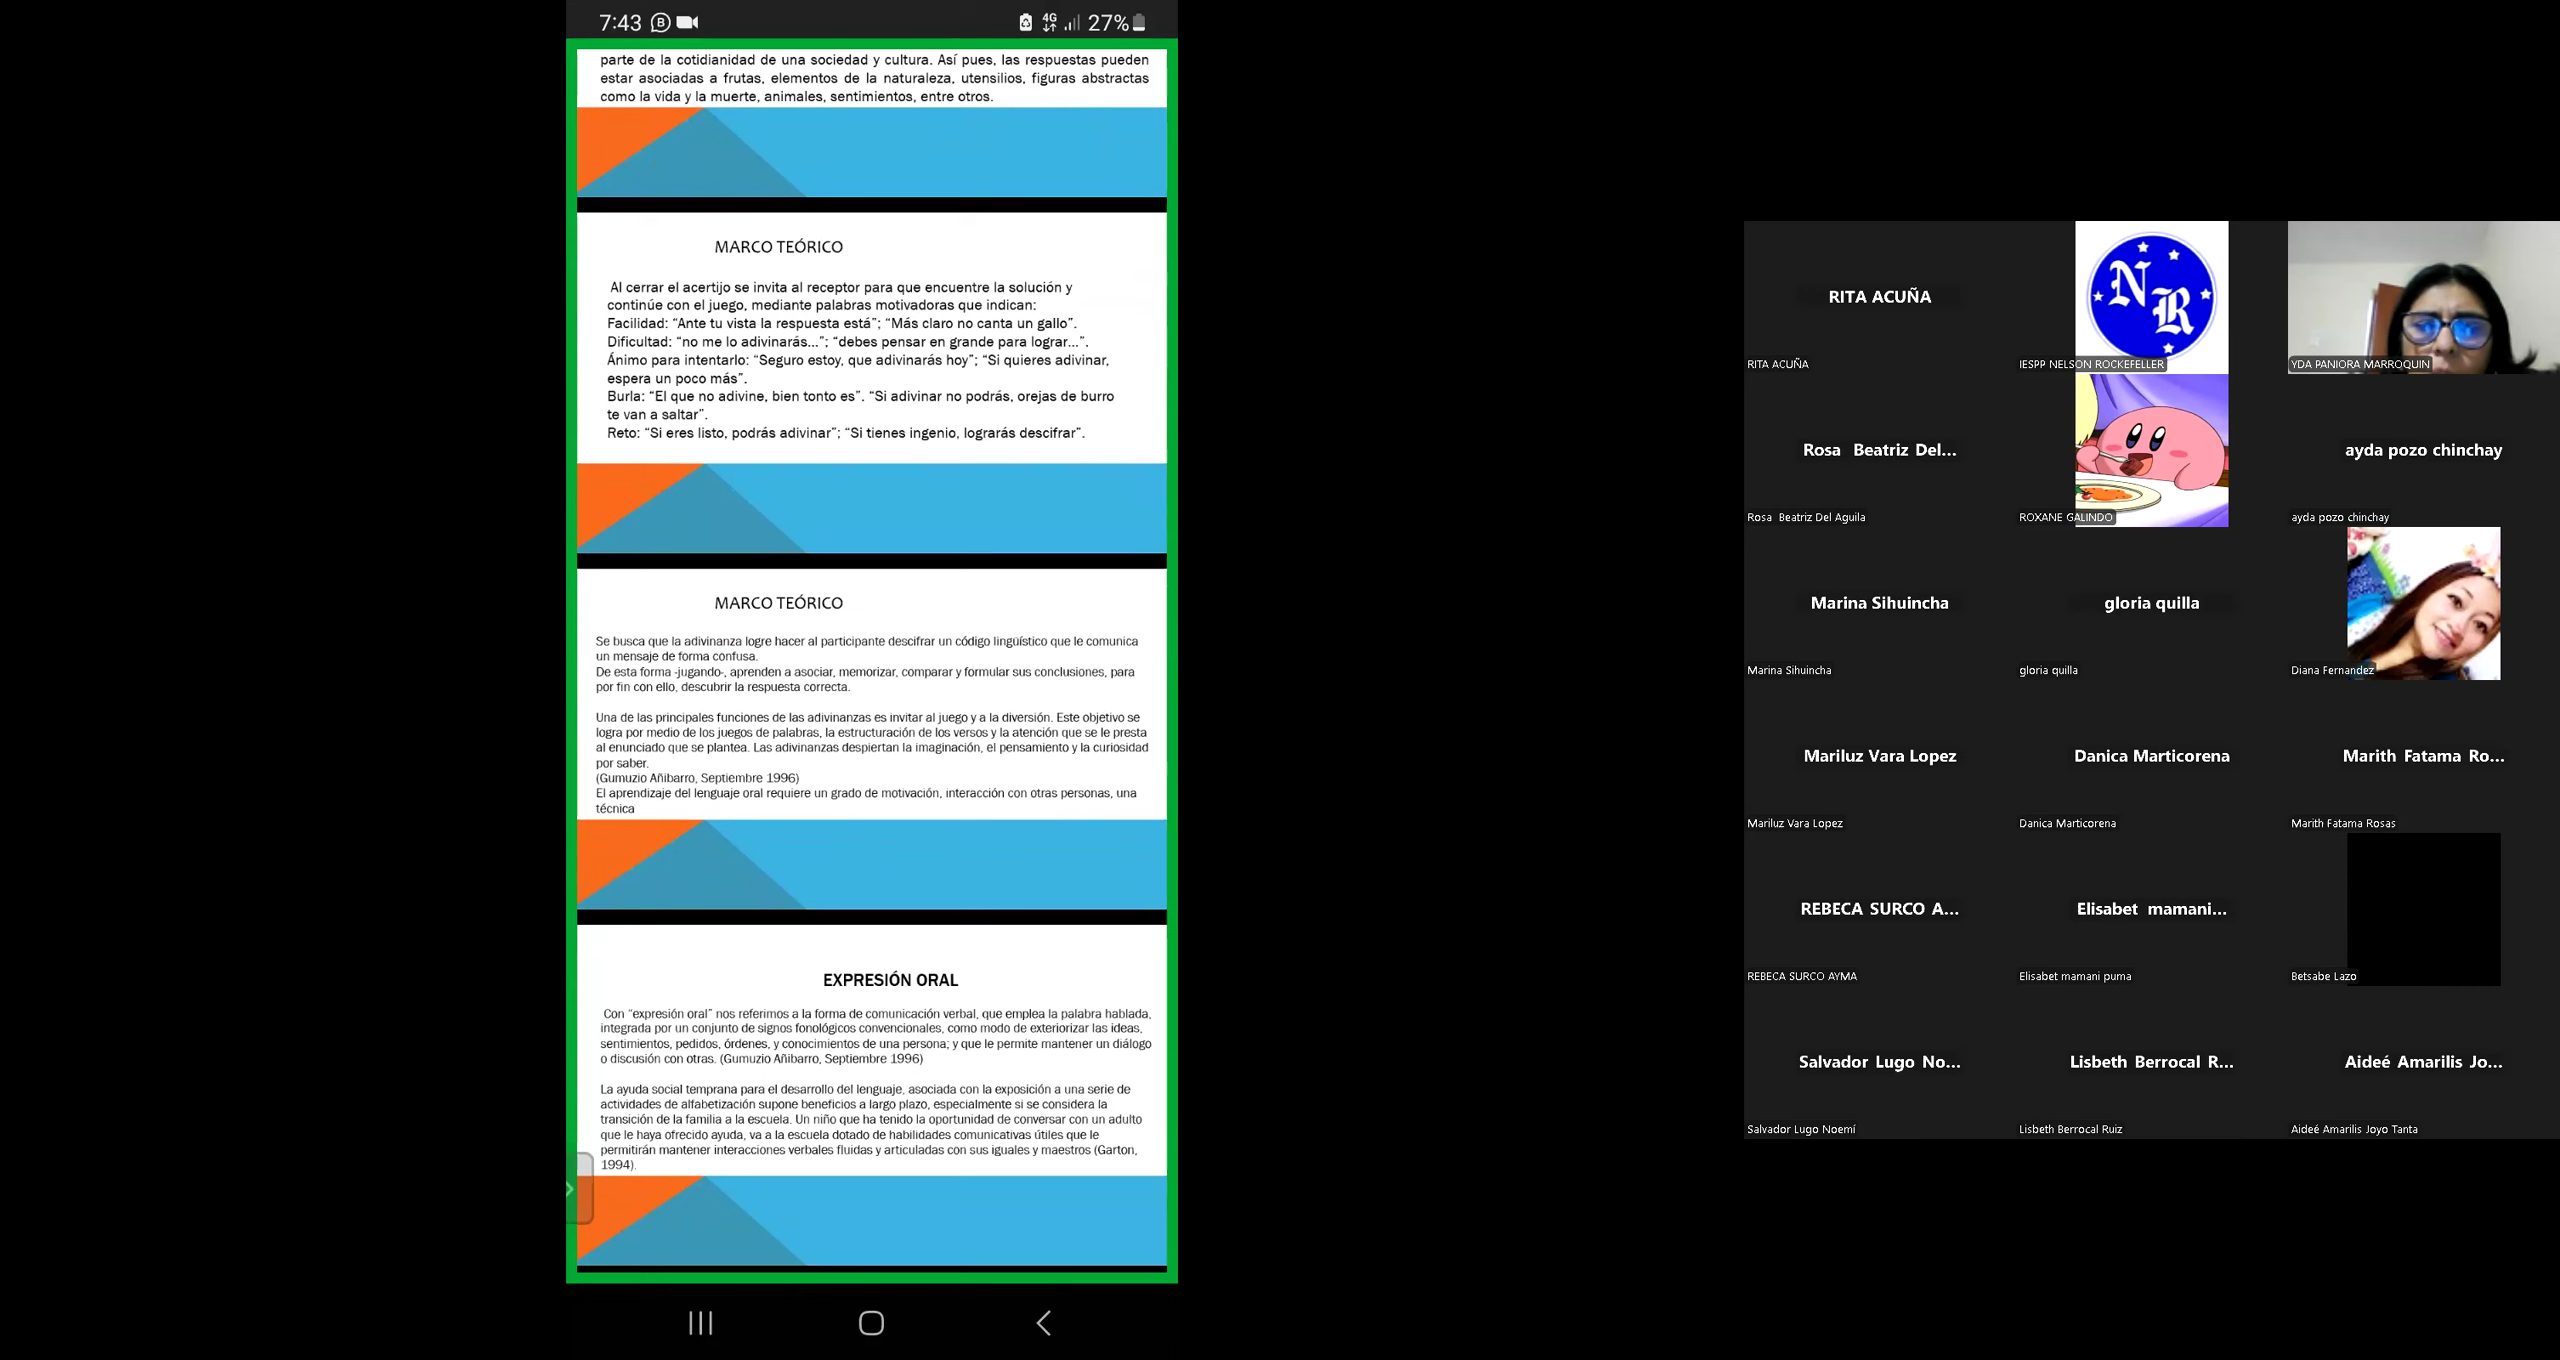 7:43
4G
27%
parte de la cotidianidad de una sociedad y cultura. Así pues, las respuestas pueden
estar asociadas a frutas, elementos de la naturaleza, utensilios, figuras abstractas
como la vida y la muerte, animales, sentimientos, entre otros.
MARCO TEÓRICO
Al cerrar el acertijo se invita al receptor para que encuentre la solución y
continúe con el juego, mediante palabras motivadoras que indican:
Facilidad: “Ante tu vista la respuesta está”; “Más claro no canta un gallo”.
Dificultad: “no me lo adivinarás...”; “debes pensar en grande para lograr...”.
Ánimo para intentarlo: “Seguro estoy, que adivinarás hoy”; “Si quieres adivinar,
espera un poco más”.
Burla: “El que no adivine, bien tonto es”. “Si adivinar no podrás, orejas de burro
te van a saltar”.
Reto: “Si eres listo, podrás adivinar”; “Si tienes ingenio, lograrás descifrar”.
MARCO TEÓRICO
Se busca que la adivinanza logre hacer al participante descifrar un código lingüístico que le comunica
un mensaje de forma confusa.
De esta forma -jugando-, aprenden a asociar, memorizar, comparar y formular sus conclusiones, para
por fin con ello, descubrir la respuesta correcta.
Una de las principales funciones de las adivinanzas es invitar al juego y a la diversión. Este objetivo se
logra por medio de los juegos de palabras, la estructuración de los versos y la atención que se le presta
al enunciado que se plantea. Las adivinanzas despiertan la imaginación, el pensamiento y la curiosidad
por saber.
(Gumuzio Añibarro, Septiembre 1996)
El aprendizaje del lenguaje oral requiere un grado de motivación, interacción con otras personas, una
técnica
EXPRESIÓN ORAL
Con “expresión oral” nos referimos a la forma de comunicación verbal, que emplea la palabra hablada,
integrada por un conjunto de signos fonológicos convencionales, como modo de exteriorizar las ideas,
sentimientos, pedidos, órdenes, y conocimientos de una persona; y que le permite mantener un diálogo
o discusión con otras. (Gumuzio Añibarro, Septiembre 1996)
La ayuda social temprana para el desarrollo del lenguaje, asociada con la exposición a una serie de
actividades de alfabetización supone beneficios a largo plazo, especialmente si se considera la
transición de la familia a la escuela. Un niño que ha tenido la oportunidad de conversar con un adulto
que le haya ofrecido ayuda, va a la escuela dotado de habilidades comunicativas útiles que le
permitirán mantener interacciones verbales fluidas y articuladas con sus iguales y maestros (Garton,
1994).
RITA ACUÑA
RITA ACUÑA
N R
IESPP NELSON ROCKEFELLER
YDA PANIORA MARROQUIN
Rosa Beatriz Del...
Rosa Beatriz Del Aguila
ROXANE GALINDO
ayda pozo chinchay
ayda pozo chinchay
Marina Sihuincha
Marina Sihuincha
gloria quilla
gloria quilla
Diana Fernandez
Mariluz Vara Lopez
Mariluz Vara Lopez
Danica Marticorena
Danica Marticorena
Marith Fatama Ro...
Marith Fatama Rosas
REBECA SURCO A...
REBECA SURCO AYMA
Elisabet mamani...
Elisabet mamani puma
Betsabe Lazo
Salvador Lugo No...
Salvador Lugo Noemí
Lisbeth Berrocal R...
Lisbeth Berrocal Ruiz
Aideé Amarilis Jo...
Aideé Amarilis Joyo Tanta